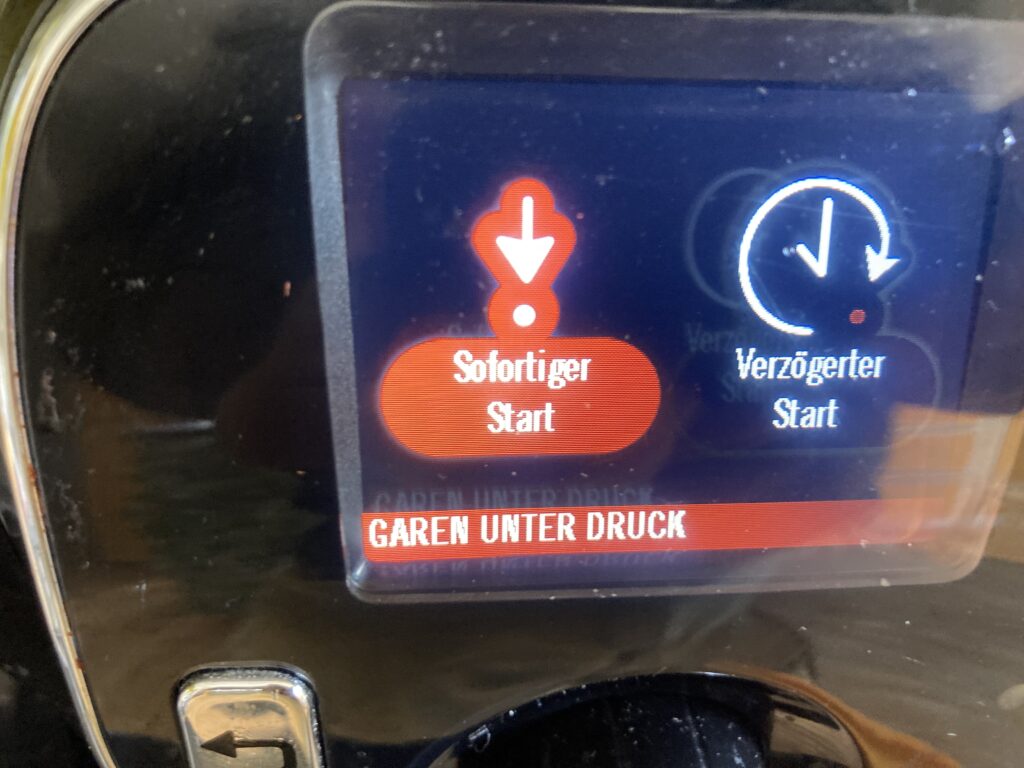 Sofortiger
Start
Verzögerter
Start
GAREN UNTER DRUCK